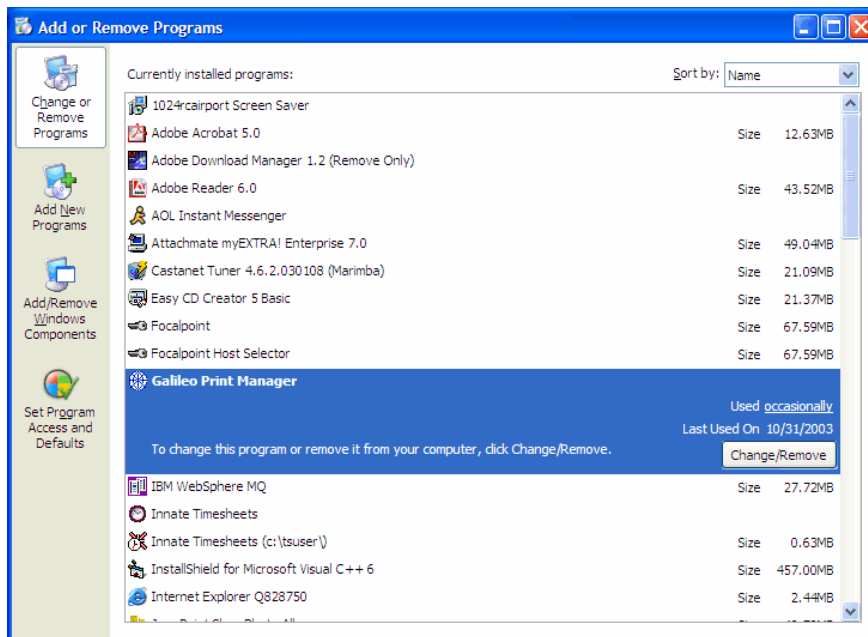 Add or Remove Programs
Change or
Remove
Programs
Add New
Programs
Add/Remove
Windows
Components
Set Program
Access and
Defaults
Currently installed programs:
Sort by: Name
1024rcairport Screen Saver
Adobe Acrobat 5.0 Size 12.63MB
Adobe Download Manager 1.2 (Remove Only)
Adobe Reader 6.0 Size 43.52MB
AOL Instant Messenger
Attachmate myEXTRA! Enterprise 7.0 Size 49.04MB
Castanet Tuner 4.6.2.030108 (Marimba) Size 21.09MB
Easy CD Creator 5 Basic Size 21.37MB
Focalpoint Size 67.59MB
Focalpoint Host Selector Size 67.59MB
Galileo Print Manager
Used occasionally
Last Used On 10/31/2003
To change this program or remove it from your computer, click Change/Remove.
Change/Remove
IBM WebSphere MQ Size 27.72MB
Innate Timesheets
Innate Timesheets (c:\tsuser\) Size 0.63MB
InstallShield for Microsoft Visual C++ 6 Size 457.00MB
Internet Explorer Q828750 Size 2.44MB